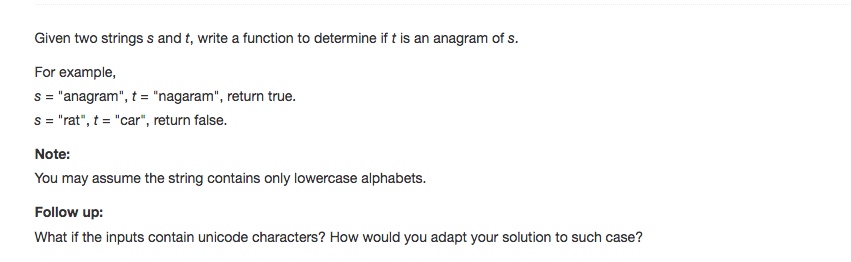 Given two strings s and t, write a function to determine if t is an anagram of s.
For example,
s = "anagram", t = "nagaram", return true.
s = "rat", t = "car", return false.
Note:
You may assume the string contains only lowercase alphabets.
Follow up:
What if the inputs contain unicode characters? How would you adapt your solution to such case?